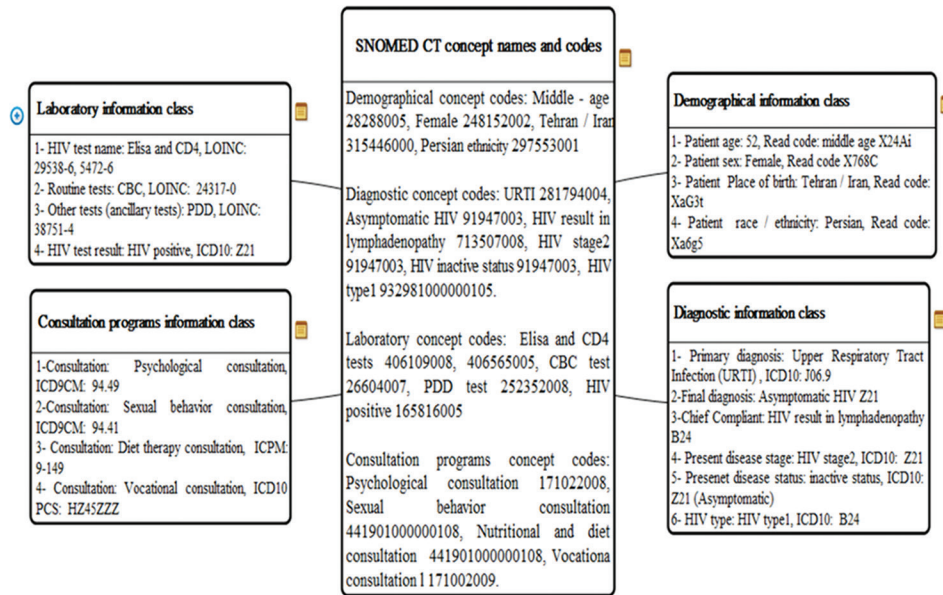 SNOMED CT concept names and codes
Demographical concept codes: Middle - age
28288005, Female 248152002, Tehran / Iran
315446000, Persian ethnicity 297553001
Diagnostic concept codes: URTI 281794004,
Asymptomatic HIV 91947003, HIV result in
lymphadenopathy 713507008, HIV stage2
91947003, HIV inactive status 91947003, HIV
type1 932981000000105.
Laboratory concept codes: Elisa and CD4
tests 406109008, 406565005, CBC test
26604007, PDD test 252352008, HIV
positive 165816005
Consultation programs concept codes:
Psychological consultation 171022008,
Sexual behavior consultation
441901000000108, Nutritional and diet
consultation 441901000000108, Vocationa
consultation l 171002009.
Laboratory information class
1- HIV test name: Elisa and CD4, LOINC:
29538-6, 5472-6
2- Routine tests: CBC, LOINC: 24317-0
3- Other tests (ancillary tests): PDD, LOINC:
38751-4
4- HIV test result: HIV positive, ICD10: Z21
Consultation programs information class
1-Consultation: Psychological consultation,
ICD9CM: 94.49
2-Consultation: Sexual behavior consultation,
ICD9CM: 94.41
3- Consultation: Diet therapy consultation, ICPM:
9-149
4- Consultation: Vocational consultation, ICD10
PCS: HZ45ZZZ
Demographical information class
1- Patient age: 52, Read code: middle age X24Ai
2- Patient sex: Female, Read code X768C
3- Patient Place of birth: Tehran / Iran, Read code:
XaG3t
4- Patient race / ethnicity: Persian, Read code:
Xa6g5
Diagnostic information class
1- Primary diagnosis: Upper Respiratory Tract
Infection (URTI) , ICD10: J06.9
2-Final diagnosis: Asymptomatic HIV Z21
3-Chief Compliant: HIV result in lymphadenopathy
B24
4- Present disease stage: HIV stage2, ICD10: Z21
5- Presenet disease status: inactive status, ICD10:
Z21 (Asymptomatic)
6- HIV type: HIV type1, ICD10: B24